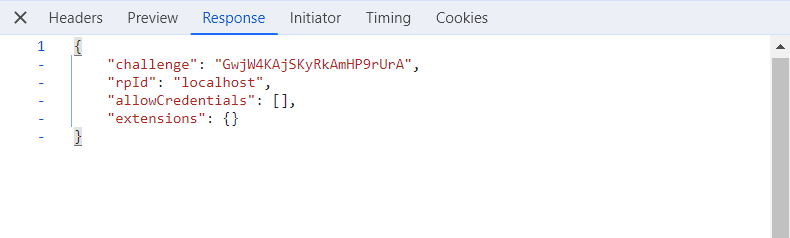 Headers Preview Response Initiator Timing Cookies
1 {
- "challenge": "GwjW4KAjSKyRkAmHP9rUrA",
- "rpId": "localhost",
- "allowCredentials": [],
- "extensions": {}
- }